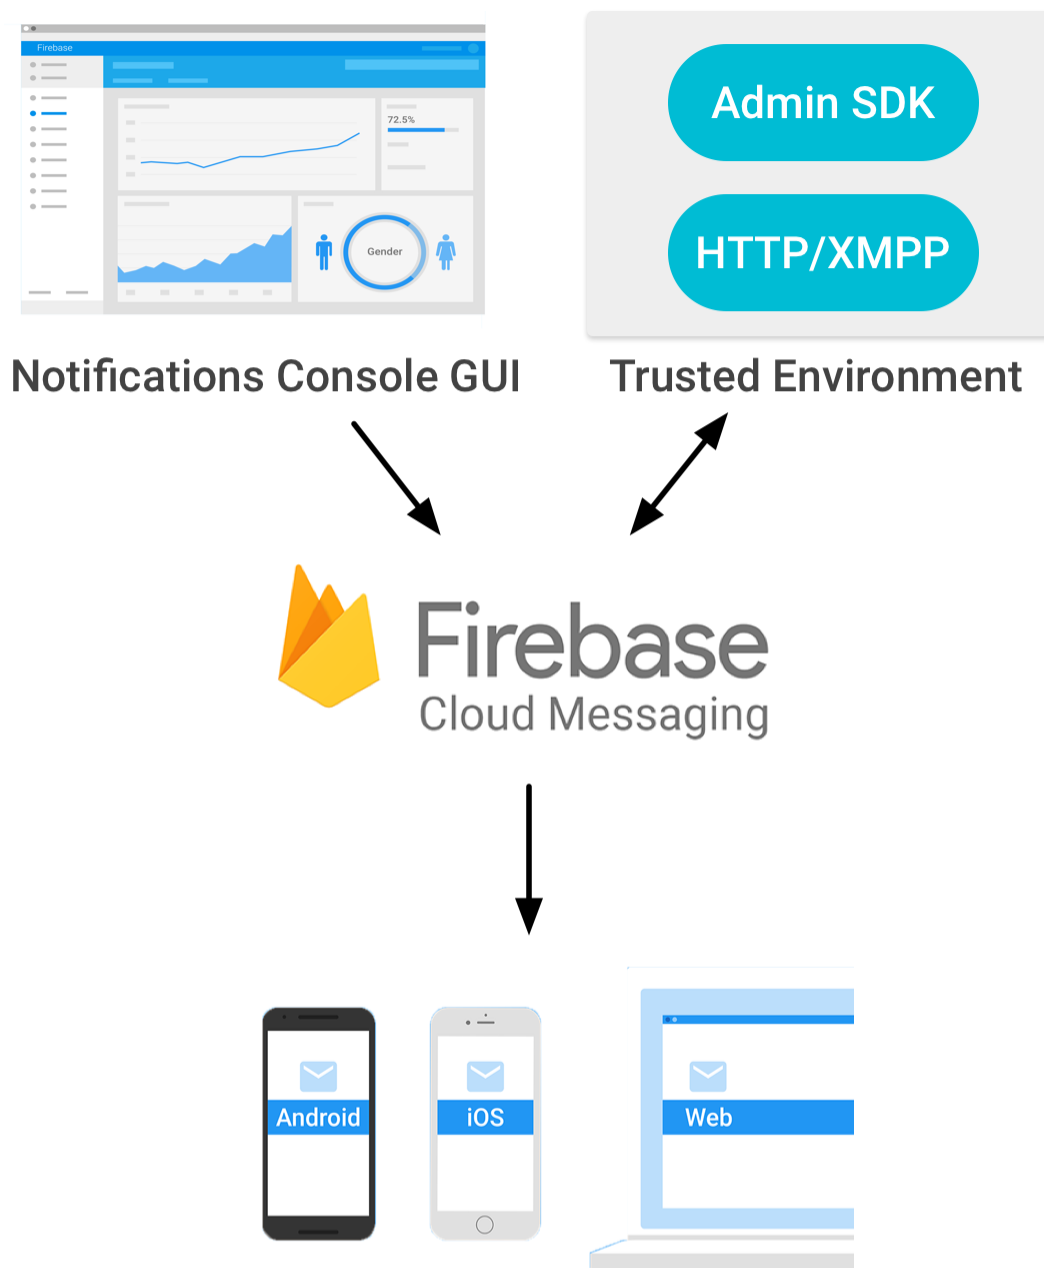 Firebase
72.5%
Gender
Admin SDK
HTTP/XMPP
Notifications Console GUI
Trusted Environment
Firebase
Cloud Messaging
Android
iOS
Web